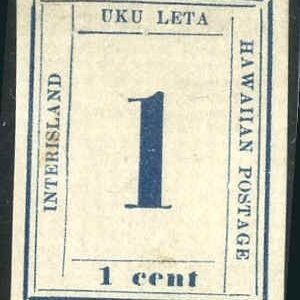 UKU LETA
INTERISLAND
1
HAWAIIAN POSTAGE
1 cent